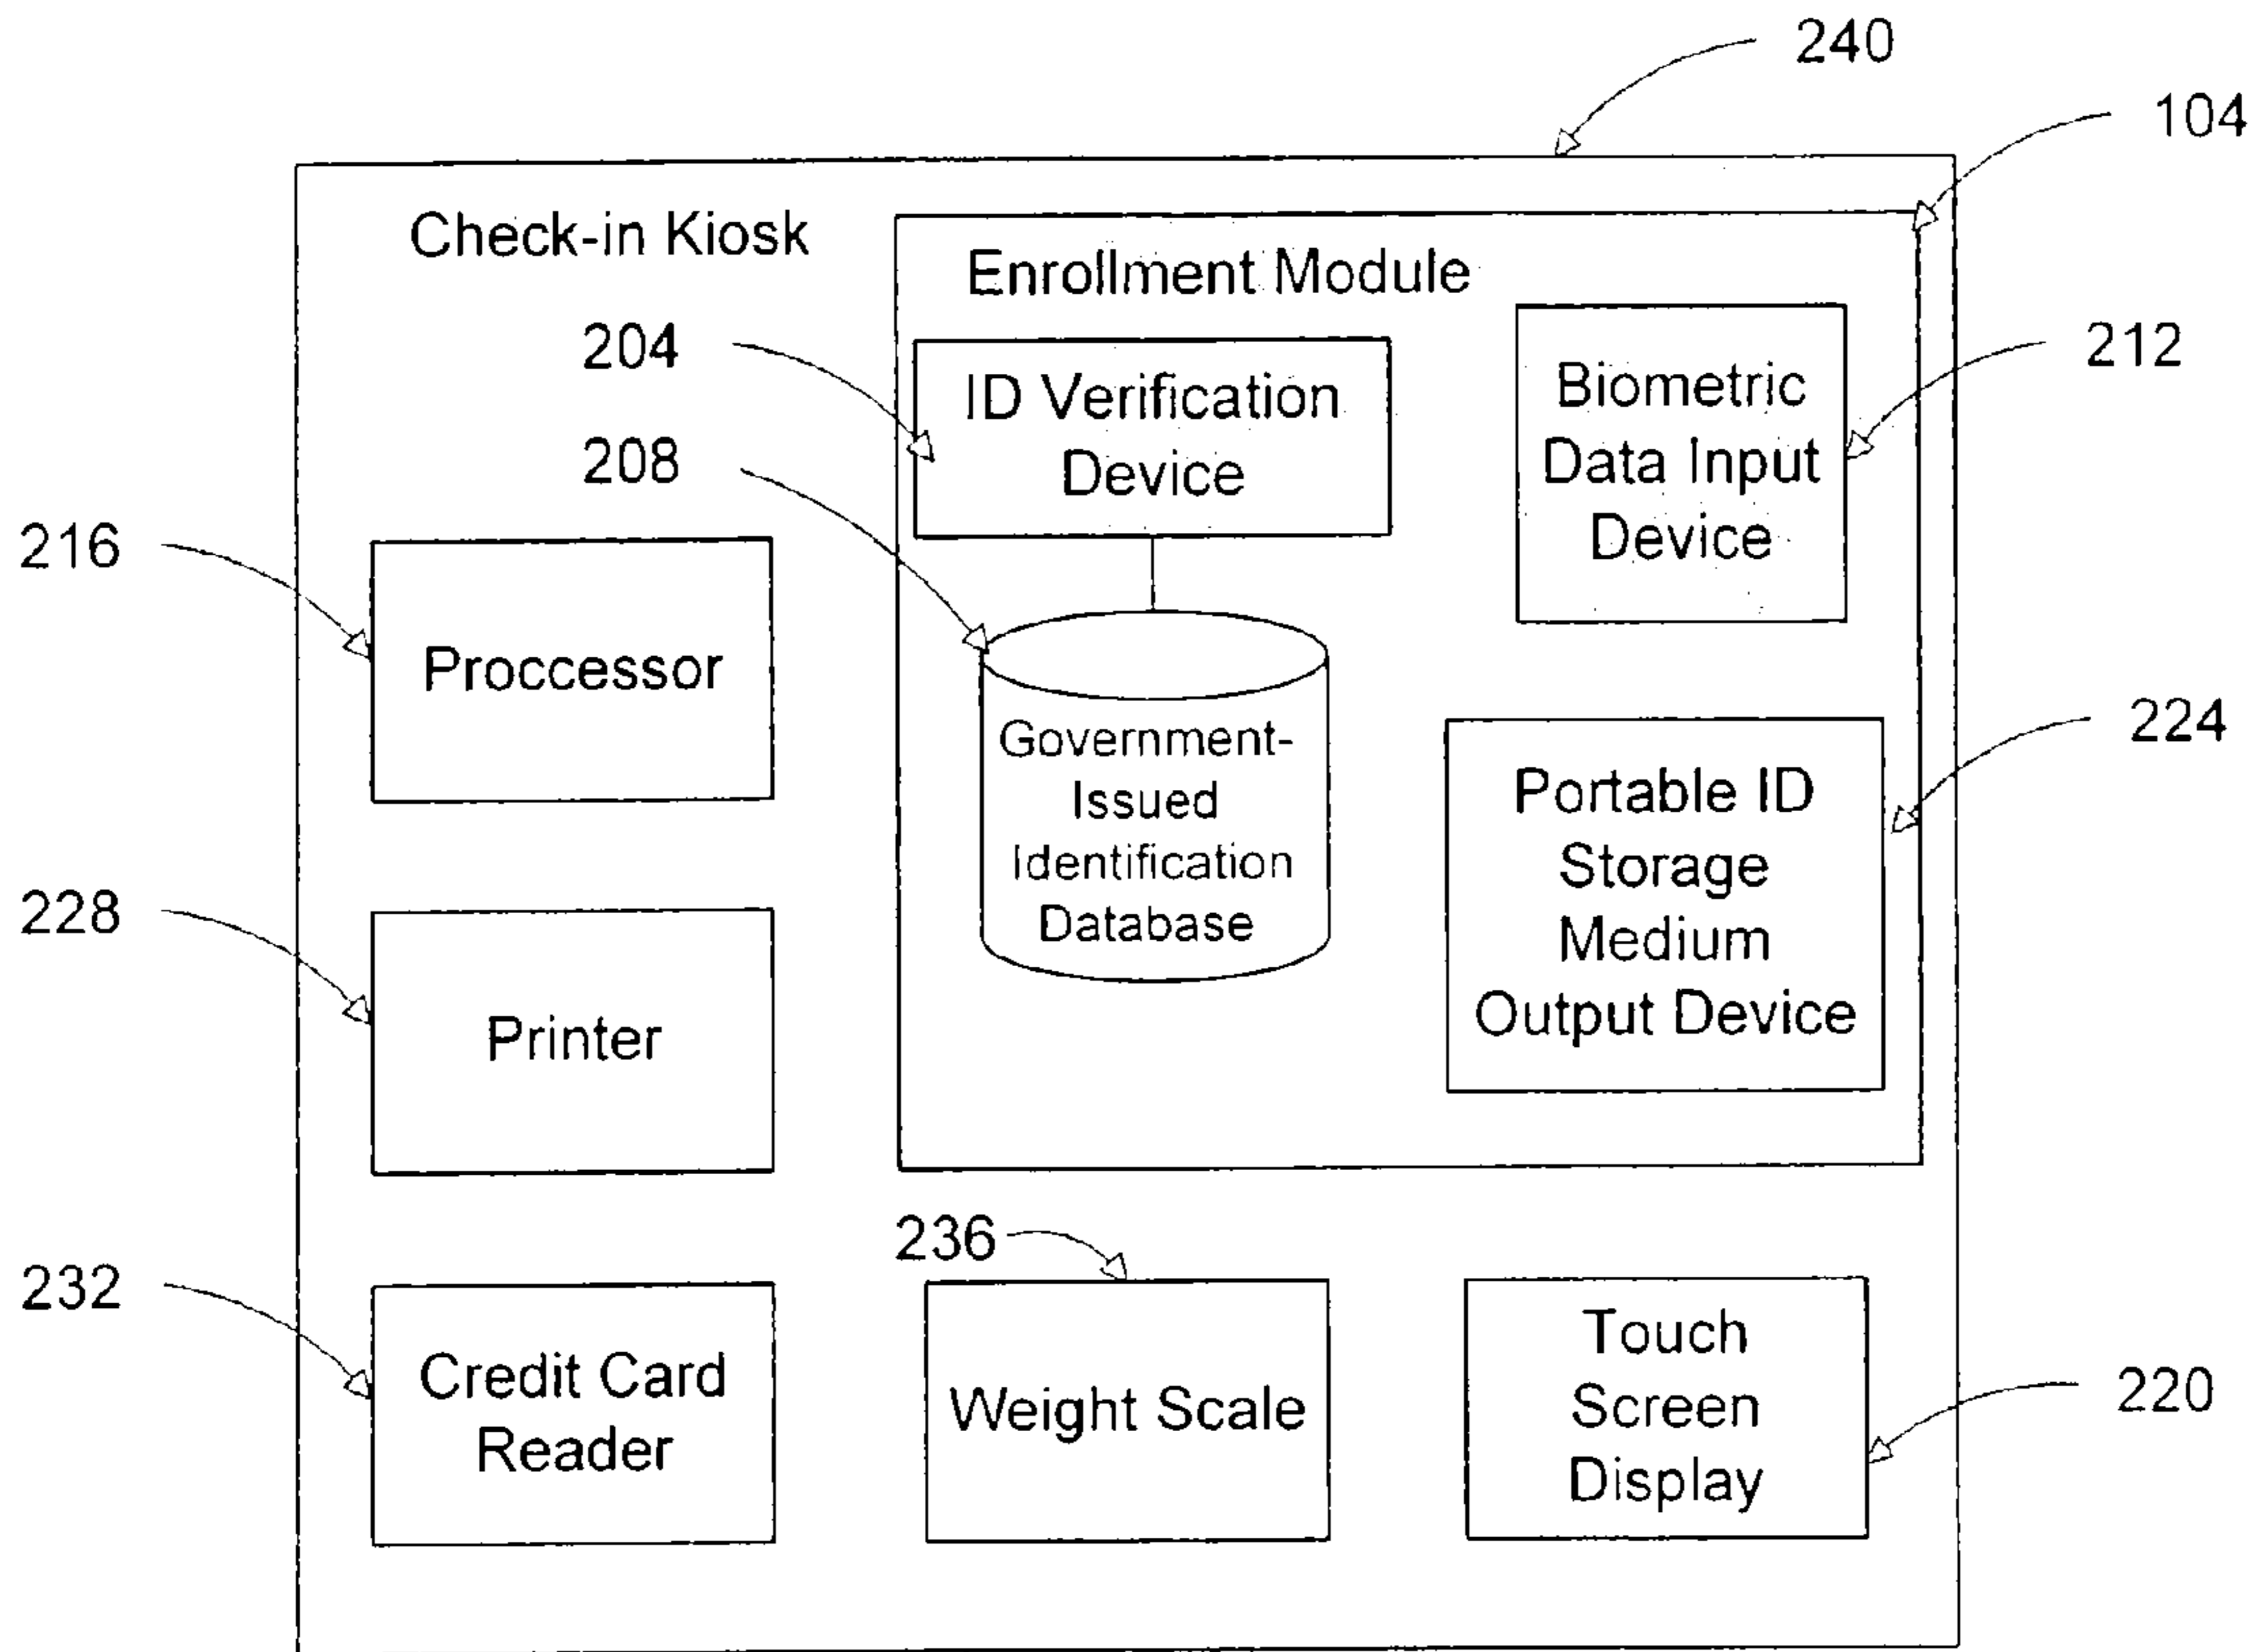 240
104
Check-in Kiosk
Enrollment Module
204
ID Verification
Device
208
Biometric
Data Input
Device
212
216
Proccessor
Government-
Issued
Identification
Database
Portable ID
Storage
Medium
Output Device
224
228
Printer
232
Credit Card
Reader
236
Weight Scale
Touch
Screen
Display
220